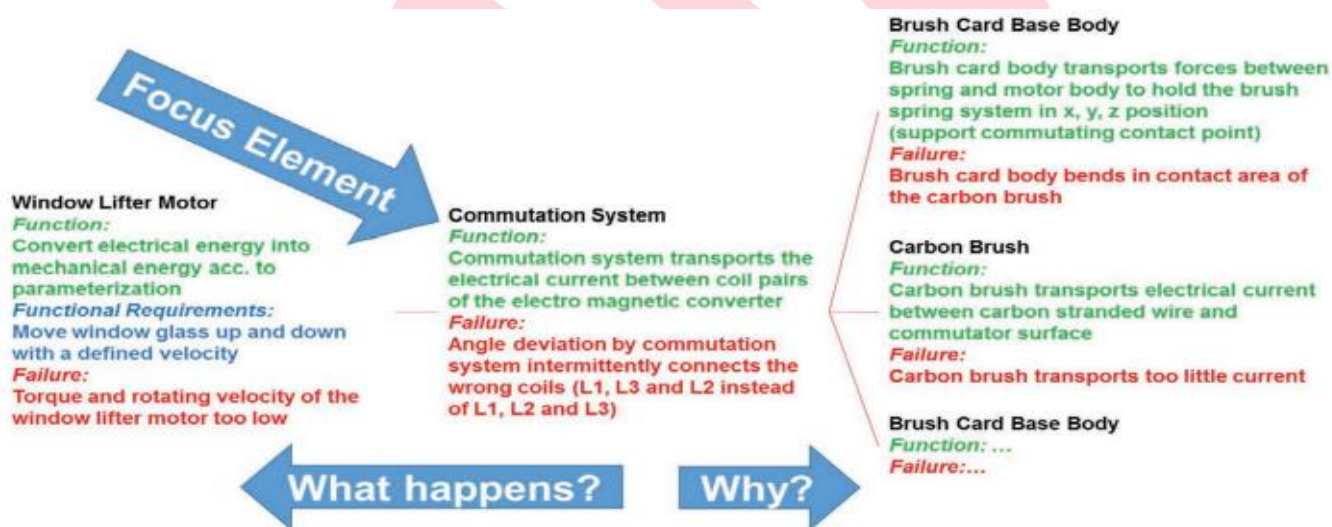 Focus Element
Window Lifter Motor
Function:
Convert electrical energy into
mechanical energy acc. to
parameterization
Functional Requirements:
Move window glass up and down
with a defined velocity
Failure:
Torque and rotating velocity of the
window lifter motor too low
Commutation System
Function:
Commutation system transports the
electrical current between coil pairs
of the electro magnetic converter
Failure:
Angle deviation by commutation
system intermittently connects the
wrong coils (L1, L3 and L2 instead
of L1, L2 and L3)
Brush Card Base Body
Function:
Brush card body transports forces between
spring and motor body to hold the brush
spring system in x, y, z position
(support commutating contact point)
Failure:
Brush card body bends in contact area of
the carbon brush
Carbon Brush
Function:
Carbon brush transports electrical current
between carbon stranded wire and
commutator surface
Failure:
Carbon brush transports too little current
Brush Card Base Body
Function: ...
Failure:...
What happens?
Why?